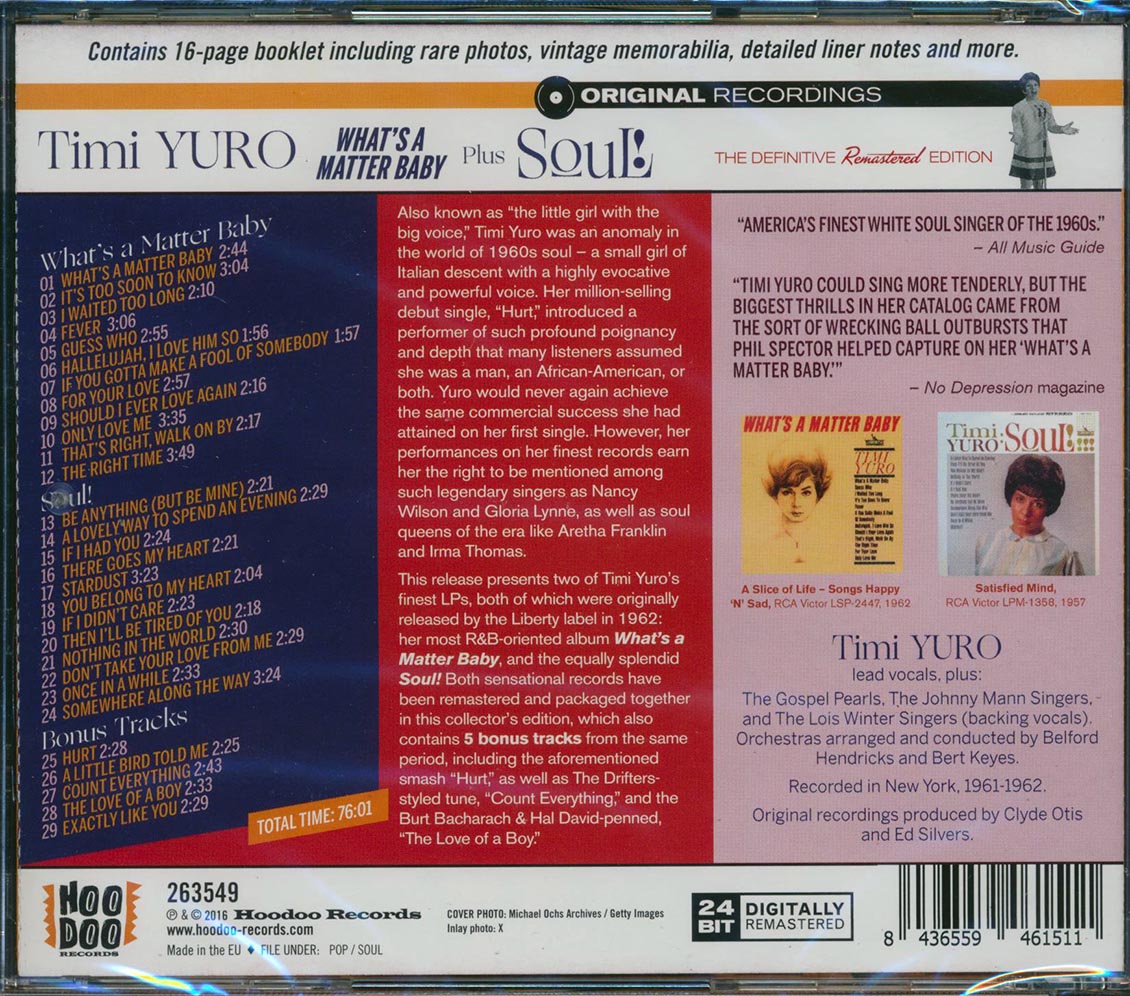 Contains 16-page booklet including rare photos, vintage memorabilia, detailed liner notes and more.
ORIGINAL RECORDINGS
Timi YURO WHAT'S A MATTER BABY Plus Soul!
THE DEFINITIVE Remastered EDITION
What's a Matter Baby
01 WHAT'S A MATTER BABY 2:44
02 IT'S TOO SOON TO KNOW 3:04
03 I WAITED TOO LONG 2:10
04 FEVER 3:06
05 GUESS WHO 2:55
06 HALLELUJAH, I LOVE HIM SO 1:56
07 IF YOU GOTTA MAKE A FOOL OF SOMEBODY 1:57
08 FOR YOUR LOVE 2:57
09 SHOULD I EVER LOVE AGAIN 2:16
10 ONLY LOVE ME 3:35
11 THAT'S RIGHT, WALK ON BY 2:17
12 THE RIGHT TIME 3:49
Soul!
13 BE ANYTHING (BUT BE MINE) 2:21
14 A LOVELY WAY TO SPEND AN EVENING 2:29
15 IF I HAD YOU 2:24
16 THERE GOES MY HEART 2:21
17 STARDUST 3:23
18 YOU BELONG TO MY HEART 2:04
19 IF I DIDN'T CARE 2:23
20 THEN I'LL BE TIRED OF YOU 2:18
21 NOTHING IN THE WORLD 2:30
22 DON'T TAKE YOUR LOVE FROM ME 2:29
23 ONCE IN A WHILE 2:33
24 SOMEWHERE ALONG THE WAY 3:24
Bonus Tracks
25 HURT 2:28
26 A LITTLE BIRD TOLD ME 2:25
27 COUNT EVERYTHING 2:43
28 THE LOVE OF A BOY 2:33
29 EXACTLY LIKE YOU 2:29
TOTAL TIME: 76:01
Also known as "the little girl with the
big voice," Timi Yuro was an anomaly in
the world of 1960s soul – a small girl of
Italian descent with a highly evocative
and powerful voice. Her million-selling
debut single, "Hurt," introduced a
performer of such profound poignancy
and depth that many listeners assumed
she was a man, an African-American, or
both. Yuro would never again achieve
the same commercial success she had
attained on her first single. However, her
performances on her finest records earn
her the right to be mentioned among
such legendary singers as Nancy
Wilson and Gloria Lynne, as well as soul
queens of the era like Aretha Franklin
and Irma Thomas.
This release presents two of Timi Yuro's
finest LPs, both of which were originally
released by the Liberty label in 1962:
her most R&B-oriented album What's a
Matter Baby, and the equally splendid
Soul! Both sensational records have
been remastered and packaged together
in this collector's edition, which also
contains 5 bonus tracks from the same
period, including the aforementioned
smash "Hurt," as well as The Drifters-
styled tune, "Count Everything," and the
Burt Bacharach & Hal David-penned,
"The Love of a Boy."
"AMERICA'S FINEST WHITE SOUL SINGER OF THE 1960s."
– All Music Guide
"TIMI YURO COULD SING MORE TENDERLY, BUT THE
BIGGEST THRILLS IN HER CATALOG CAME FROM
THE SORT OF WRECKING BALL OUTBURSTS THAT
PHIL SPECTOR HELPED CAPTURE ON HER 'WHAT'S A
MATTER BABY.'"
– No Depression magazine
WHAT'S A MATTER BABY
TIMI
YURO
Timi
YURO Soul!
A Slice of Life – Songs Happy
'N' Sad, RCA Victor LSP-2447, 1962
Satisfied Mind,
RCA Victor LPM-1358, 1957
Timi YURO
lead vocals, plus:
The Gospel Pearls, The Johnny Mann Singers,
and The Lois Winter Singers (backing vocals).
Orchestras arranged and conducted by Belford
Hendricks and Bert Keyes.
Recorded in New York, 1961-1962.
Original recordings produced by Clyde Otis
and Ed Silvers.
HOO
DOO
RECORDS
263549
℗ & © 2016 Hoodoo Records
www.hoodoo-records.com
Made in the EU ♦ FILE UNDER: POP / SOUL
COVER PHOTO: Michael Ochs Archives / Getty Images
Inlay photo: X
24 BIT DIGITALLY REMASTERED
8 436559 461511